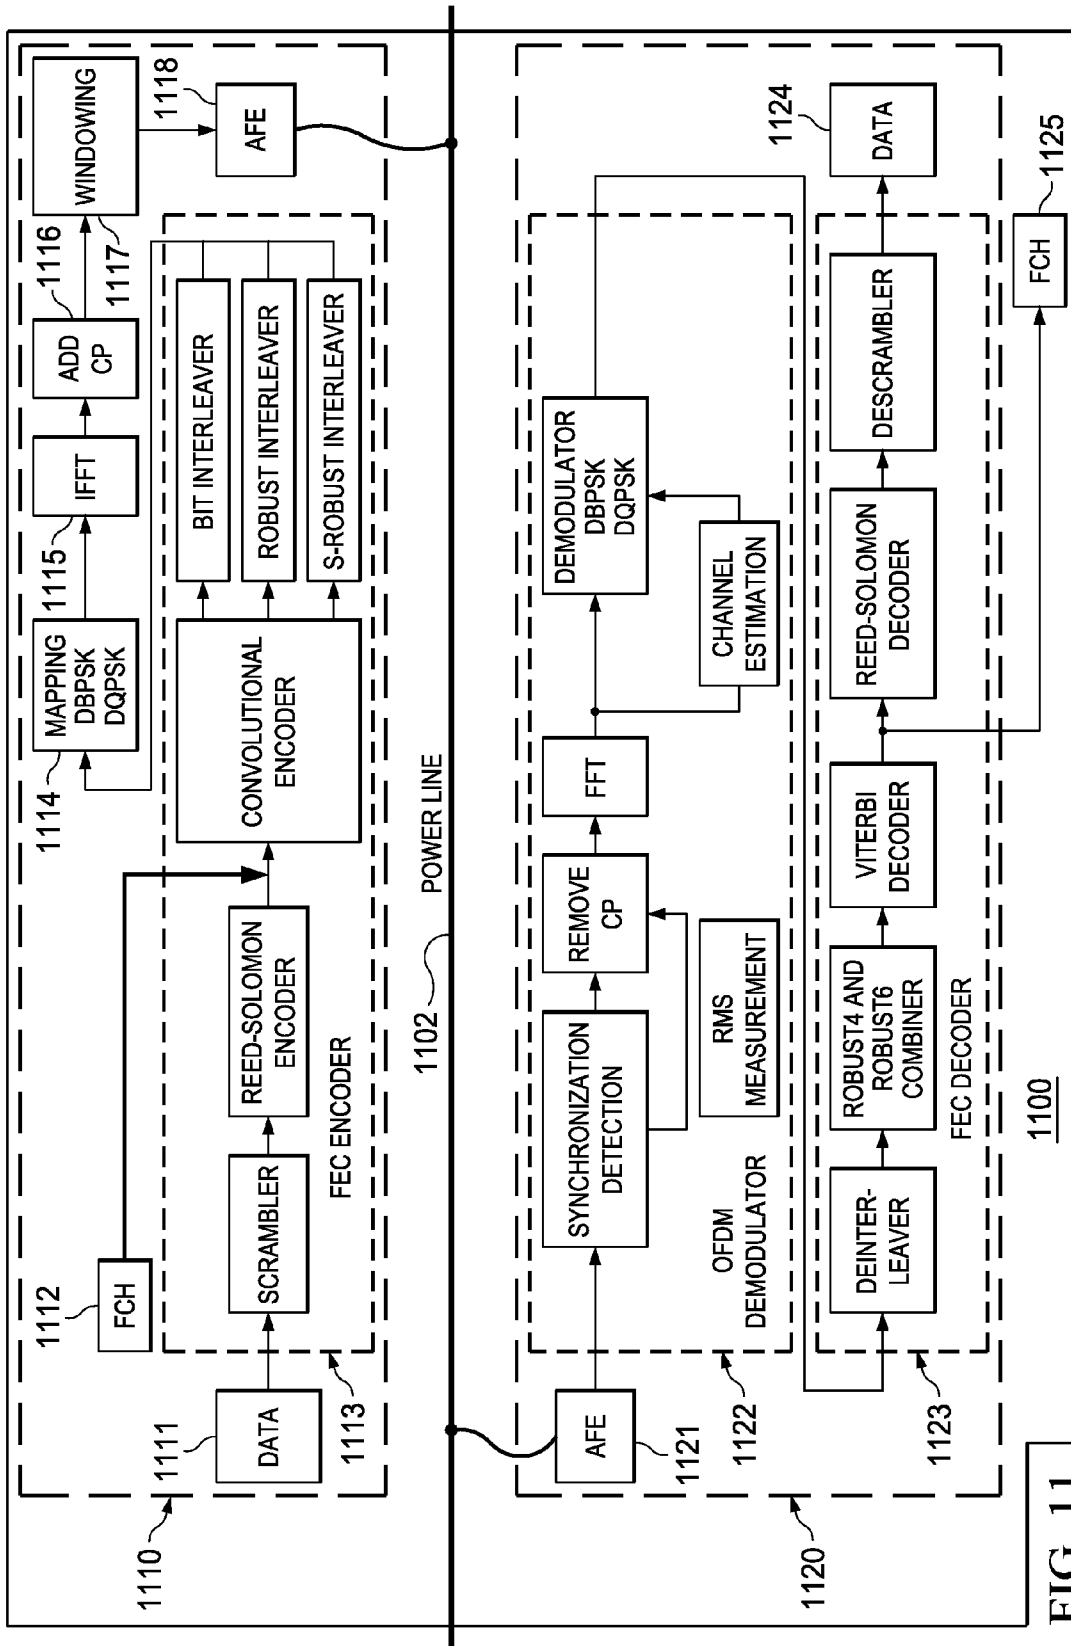 1110
1111
DATA
1112
FCH
1113
SCRAMBLER
REED-SOLOMON
ENCODER
FEC ENCODER
CONVOLUTIONAL
ENCODER
BIT INTERLEAVER
ROBUST INTERLEAVER
S-ROBUST INTERLEAVER
1114
MAPPING
DBPSK
DQPSK
1115
IFFT
ADD
CP
1116
WINDOWING
1117
1118
AFE
1102
POWER LINE
1120
AFE
1121
1122
OFDM
DEMODULATOR
SYNCHRONIZATION
DETECTION
REMOVE
CP
RMS
MEASUREMENT
FFT
CHANNEL
ESTIMATION
DEMODULATOR
DBPSK
DQPSK
1123
DEINTER-
LEAVER
ROBUST4 AND
ROBUST6
COMBINER
FEC DECODER
VITERBI
DECODER
REED-SOLOMON
DECODER
DESCRAMBLER
1124
DATA
1125
FCH
1100
FIG. 11